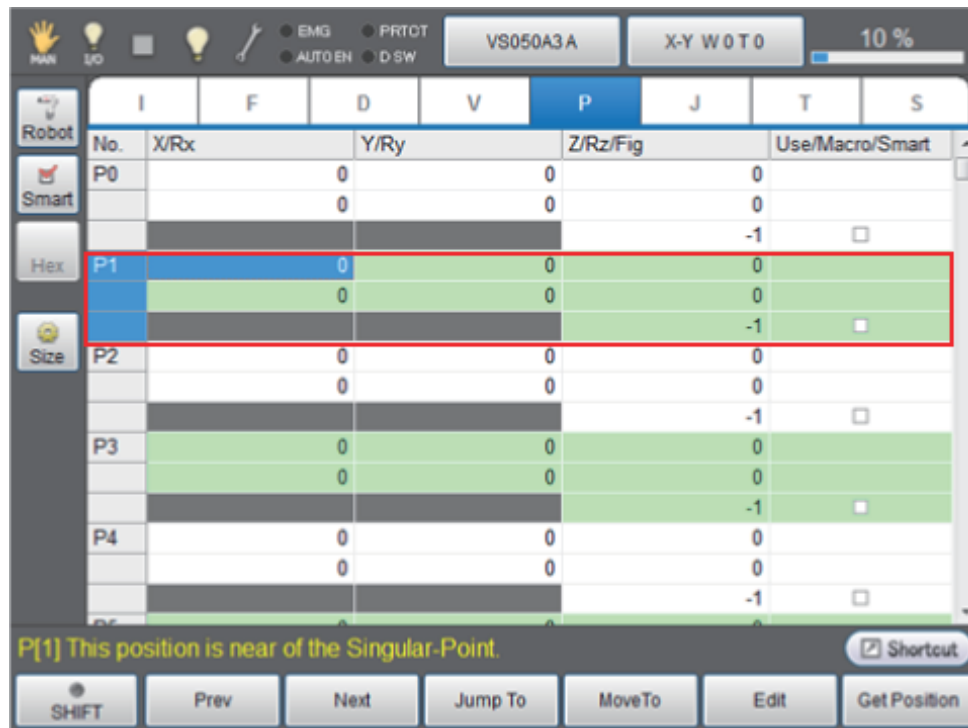 MAN I/O EMG PRTCT AUTO EN D SW VS050A3 A X-Y W 0 T 0 10 %
I F D V P J T S
Robot
No. X/Rx Y/Ry Z/Rz/Fig Use/Macro/Smart
P0 0 0 0
Smart
0 0 0
-1
Hex
P1 0 0 0
0 0 0
-1
Size
P2 0 0 0
0 0 0
-1
P3 0 0 0
0 0 0
-1
P4 0 0 0
0 0 0
-1
P[1] This position is near of the Singular-Point.
Shortcut
SHIFT Prev Next Jump To MoveTo Edit Get Position